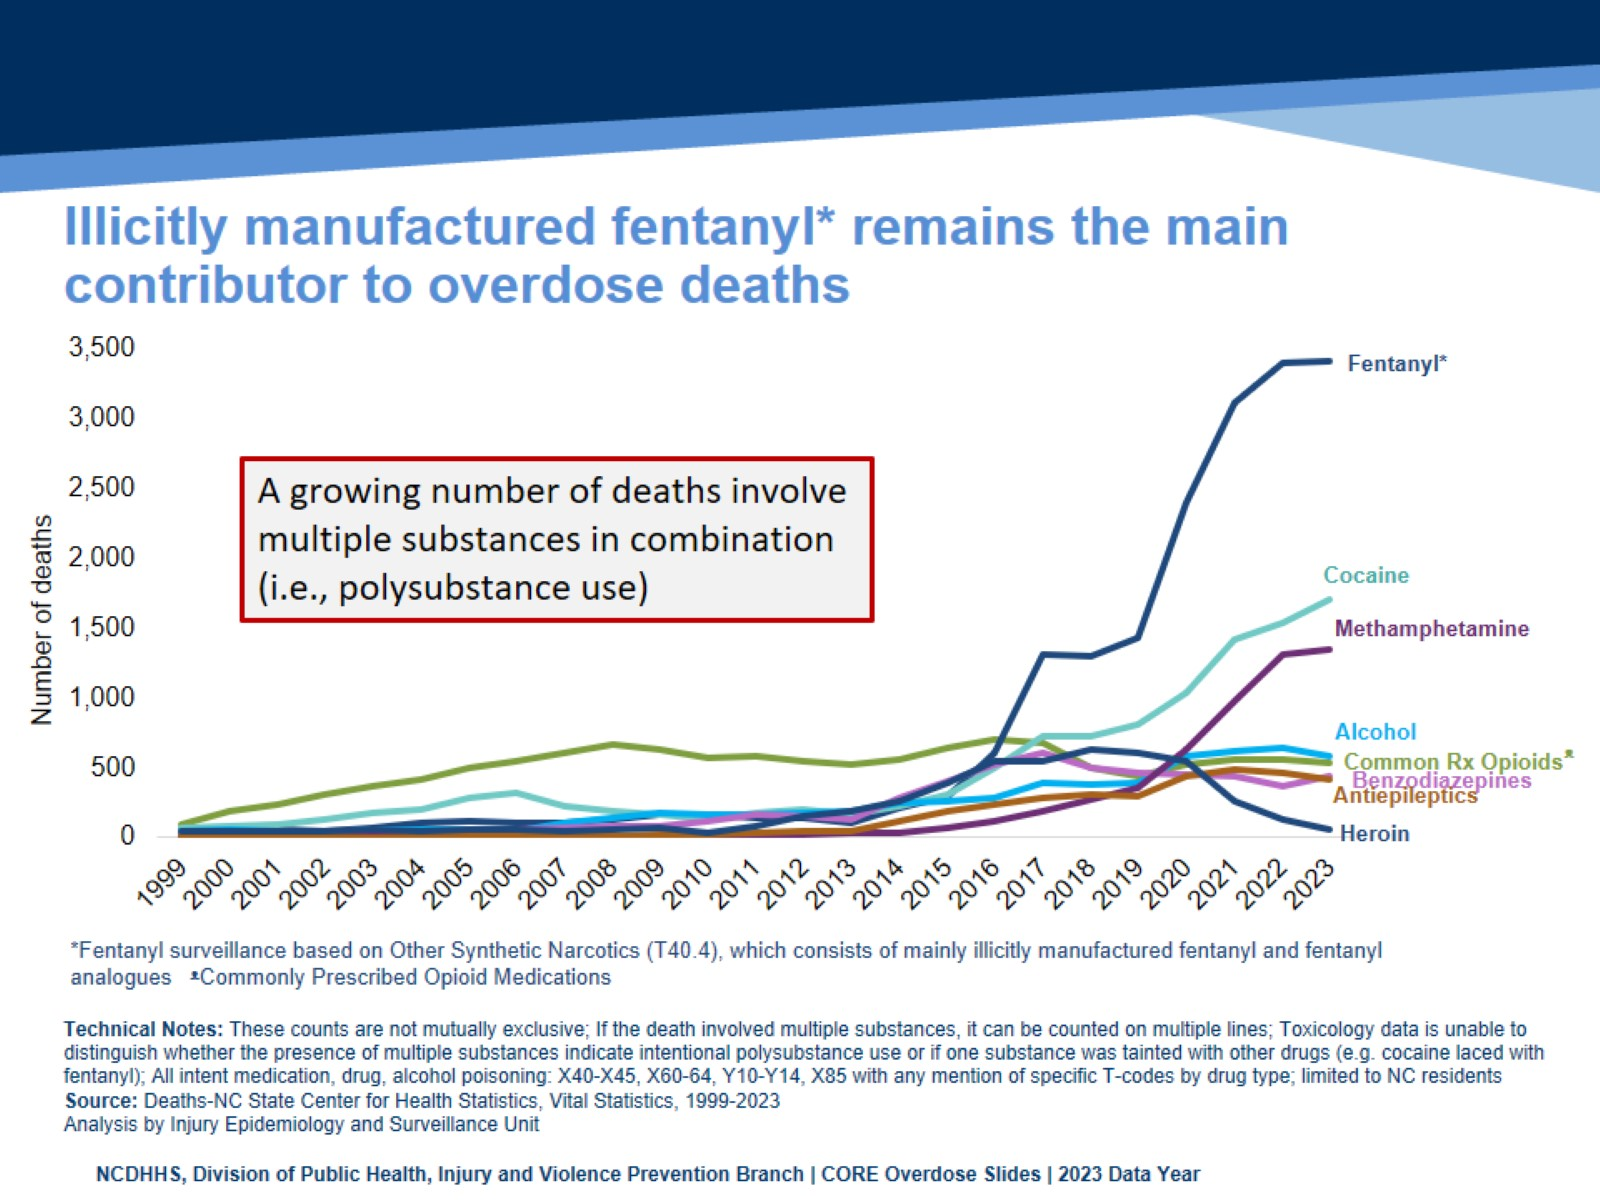 Illicitly manufactured fentanyl* remains the main
contributor to overdose deaths
3,500
3,000
2,500
2,000
1,500
1,000
500
0
Number of deaths
A growing number of deaths involve
multiple substances in combination
(i.e., polysubstance use)
Fentanyl*
Cocaine
Methamphetamine
Alcohol
Common Rx Opioidsᴥ
Benzodiazepines
Antiepileptics
Heroin
1999
2000
2001
2002
2003
2004
2005
2006
2007
2008
2009
2010
2011
2012
2013
2014
2015
2016
2017
2018
2019
2020
2021
2022
2023
*Fentanyl surveillance based on Other Synthetic Narcotics (T40.4), which consists of mainly illicitly manufactured fentanyl and fentanyl
analogues ᴥCommonly Prescribed Opioid Medications
Technical Notes: These counts are not mutually exclusive; If the death involved multiple substances, it can be counted on multiple lines; Toxicology data is unable to
distinguish whether the presence of multiple substances indicate intentional polysubstance use or if one substance was tainted with other drugs (e.g. cocaine laced with
fentanyl); All intent medication, drug, alcohol poisoning: X40-X45, X60-64, Y10-Y14, X85 with any mention of specific T-codes by drug type; limited to NC residents
Source: Deaths-NC State Center for Health Statistics, Vital Statistics, 1999-2023
Analysis by Injury Epidemiology and Surveillance Unit
NCDHHS, Division of Public Health, Injury and Violence Prevention Branch | CORE Overdose Slides | 2023 Data Year